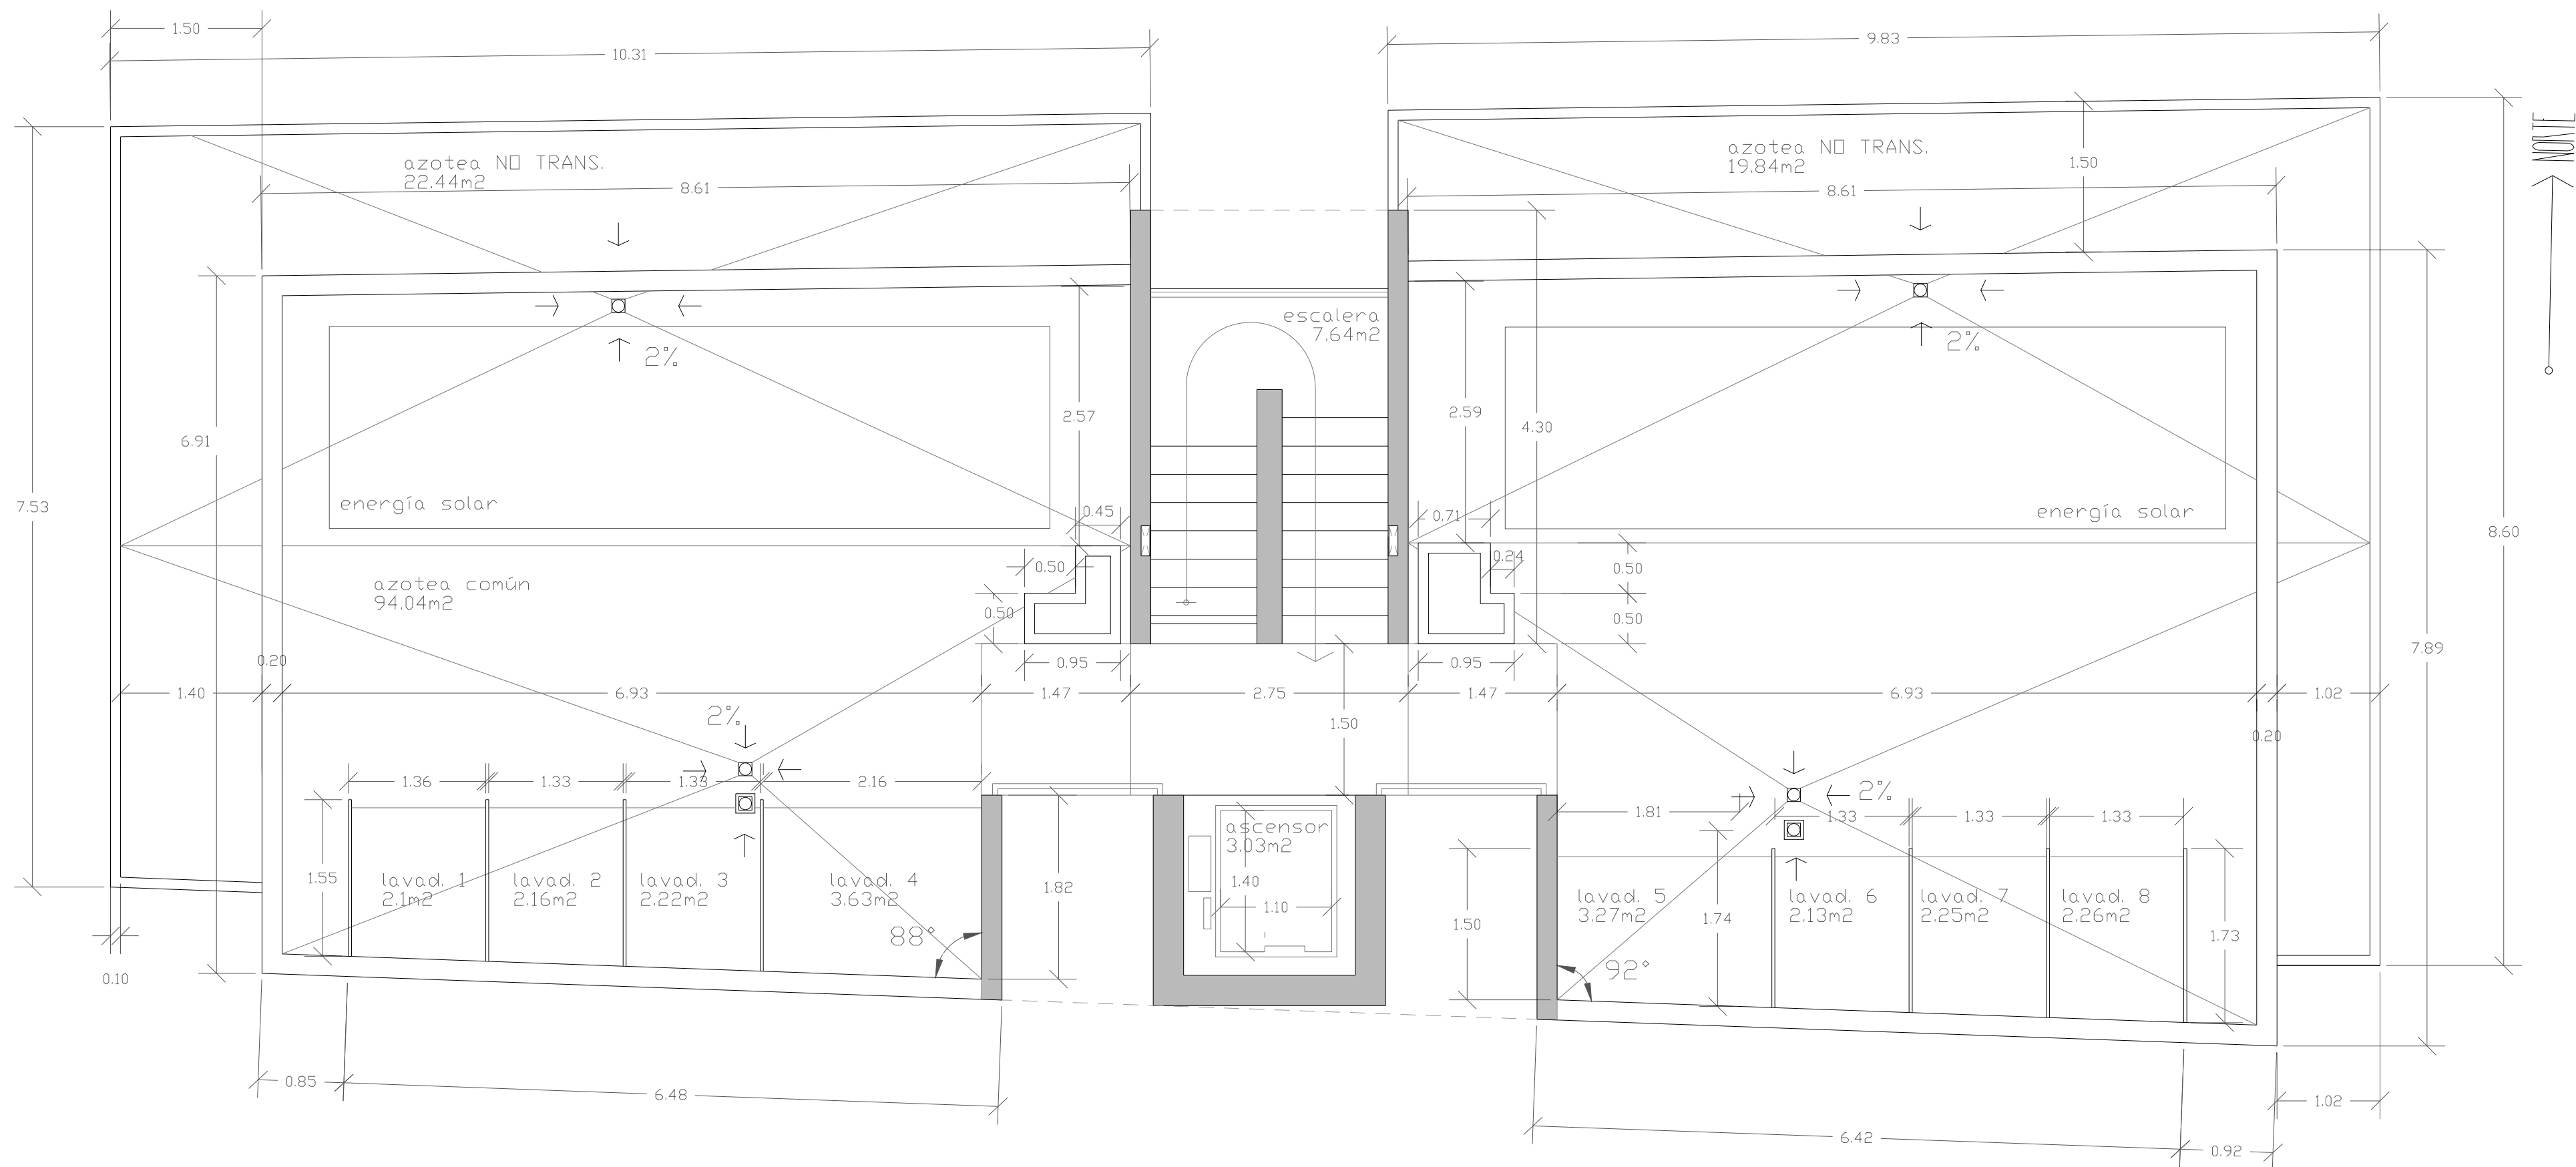 1.50
10.31
9.83
NORTE
azotea NO TRANS.
22.44m2
8.61
azotea NO TRANS.
19.84m2
1.50
8.61
escalera
7.64m2
2%
2%
2.57
2.59
4.30
6.91
7.53
energía solar
0.45
0.71
energía solar
8.60
0.50
0.24
0.50
azotea común
94.04m2
0.50
0.50
7.89
0.20
0.95
0.95
1.40
6.93
1.47
2.75
1.47
6.93
1.02
2%
1.50
0.20
1.36
1.33
1.33
2.16
2%
1.81
1.33
1.33
1.33
ascensor
3.03m2
1.55
lavad. 1
2.1m2
lavad. 2
2.16m2
lavad. 3
2.22m2
lavad. 4
3.63m2
1.82
1.40
1.10
lavad. 5
3.27m2
lavad. 6
2.13m2
lavad. 7
2.25m2
lavad. 8
2.26m2
1.50
1.74
1.73
88°
92°
0.10
0.85
6.48
1.02
6.42
0.92